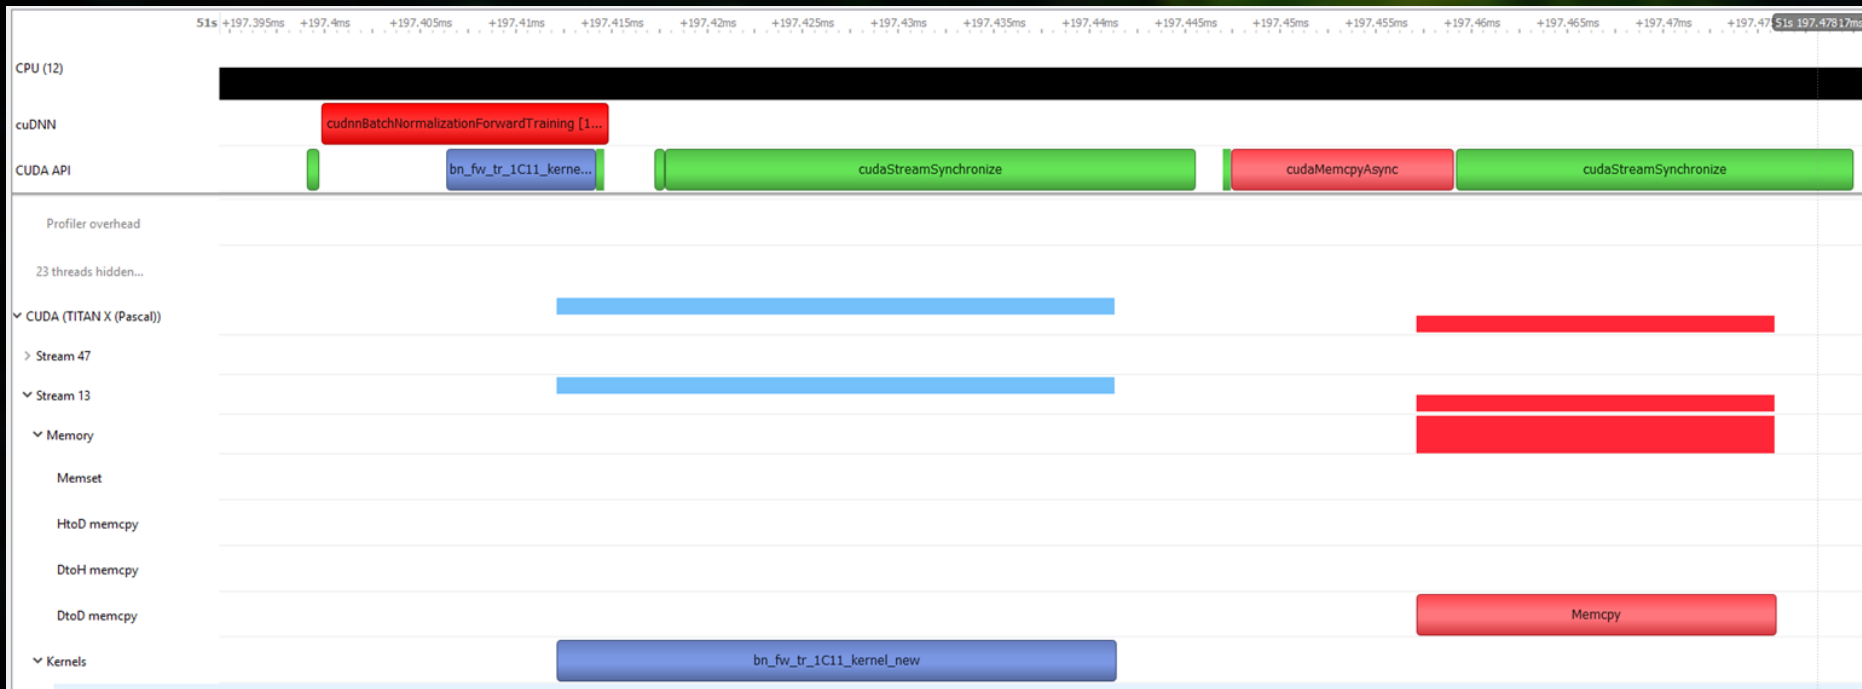 51s +197.395ms +197.4ms +197.405ms +197.41ms +197.415ms +197.42ms +197.425ms +197.43ms +197.435ms +197.44ms +197.445ms +197.45ms +197.455ms +197.46ms +197.465ms +197.47ms +197.47 51s 197.47817ms
CPU (12)
cuDNN cudnnBatchNormalizationForwardTraining [1...
CUDA API bn_fw_tr_1C11_kerne... cudaStreamSynchronize cudaMemcpyAsync cudaStreamSynchronize
Profiler overhead
23 threads hidden...
CUDA (TITAN X (Pascal))
Stream 47
Stream 13
Memory
Memset
HtoD memcpy
DtoH memcpy
DtoD memcpy Memcpy
Kernels bn_fw_tr_1C11_kernel_new